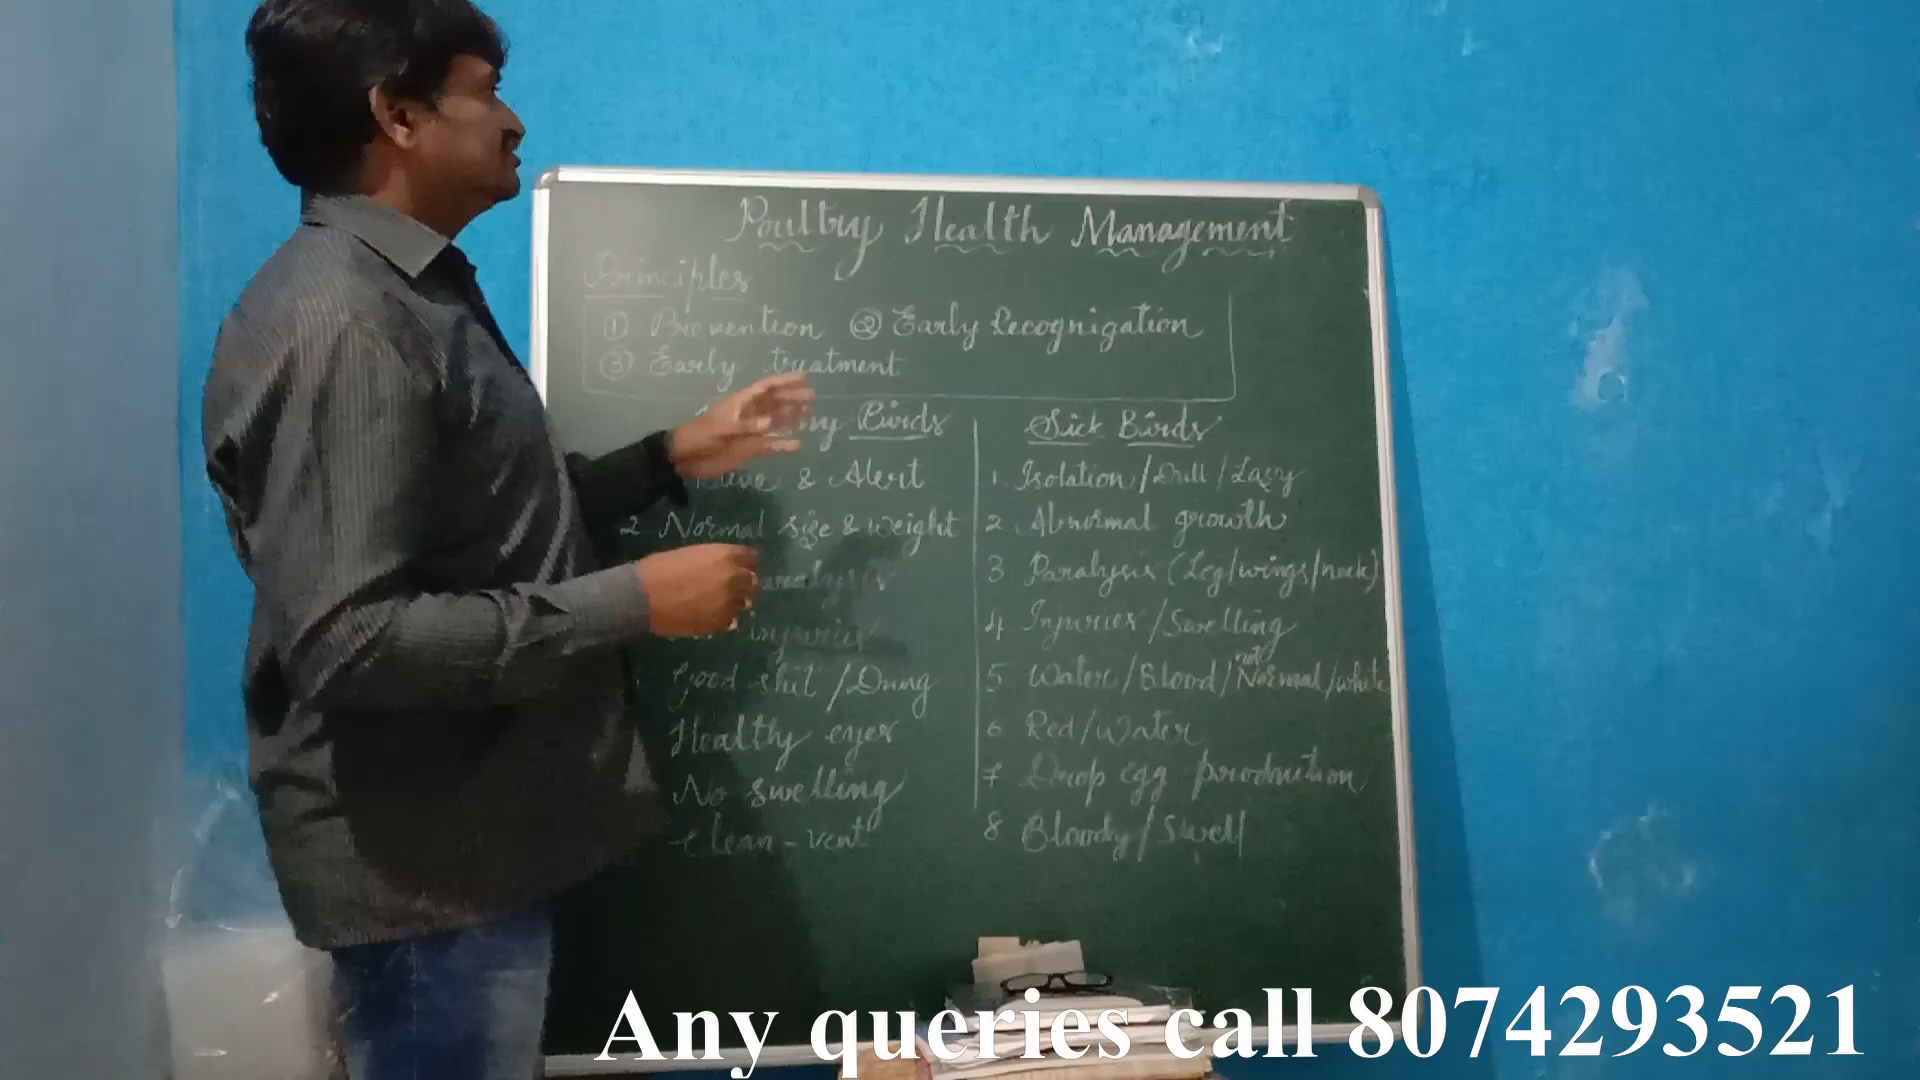 Poultry Health Management
Principles
① Prevention ② Early Recognigation
③ Early treatment
Birds
& Alert
2 Normal size & weight
injuries
Good shit / Dung
Healthy eyes
No swelling
Clean - vent
Sick Birds
1. Isolation / Dull / Lazy
2 Abnormal growth
3 Paralysis (Leg/wings/neck)
4 Injuries / Swelling
5 Water / Blood / not Normal / white
6 Red / Water
7 Drop egg production
8 Bloody / Swell
Any queries call 8074293521